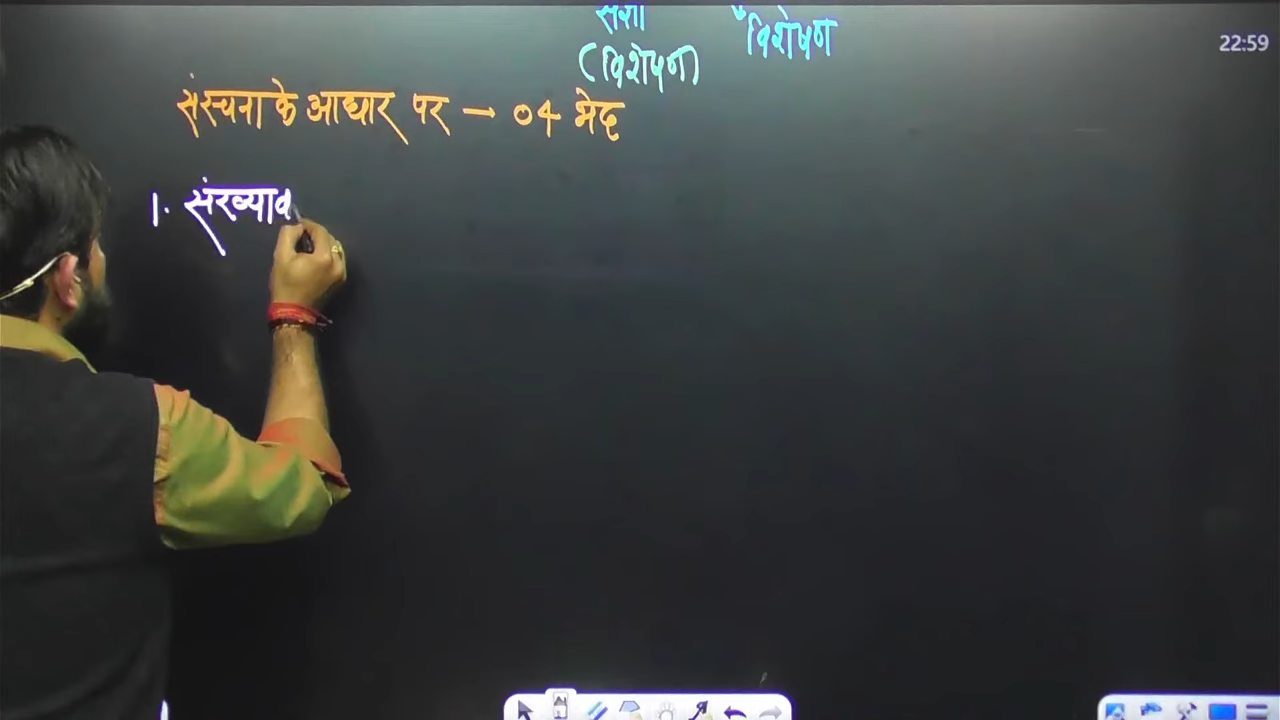 संज्ञा विशेषण
(विशेषण)
22:59
संरचना के आधार पर → 04 भेद
1. संख्याव